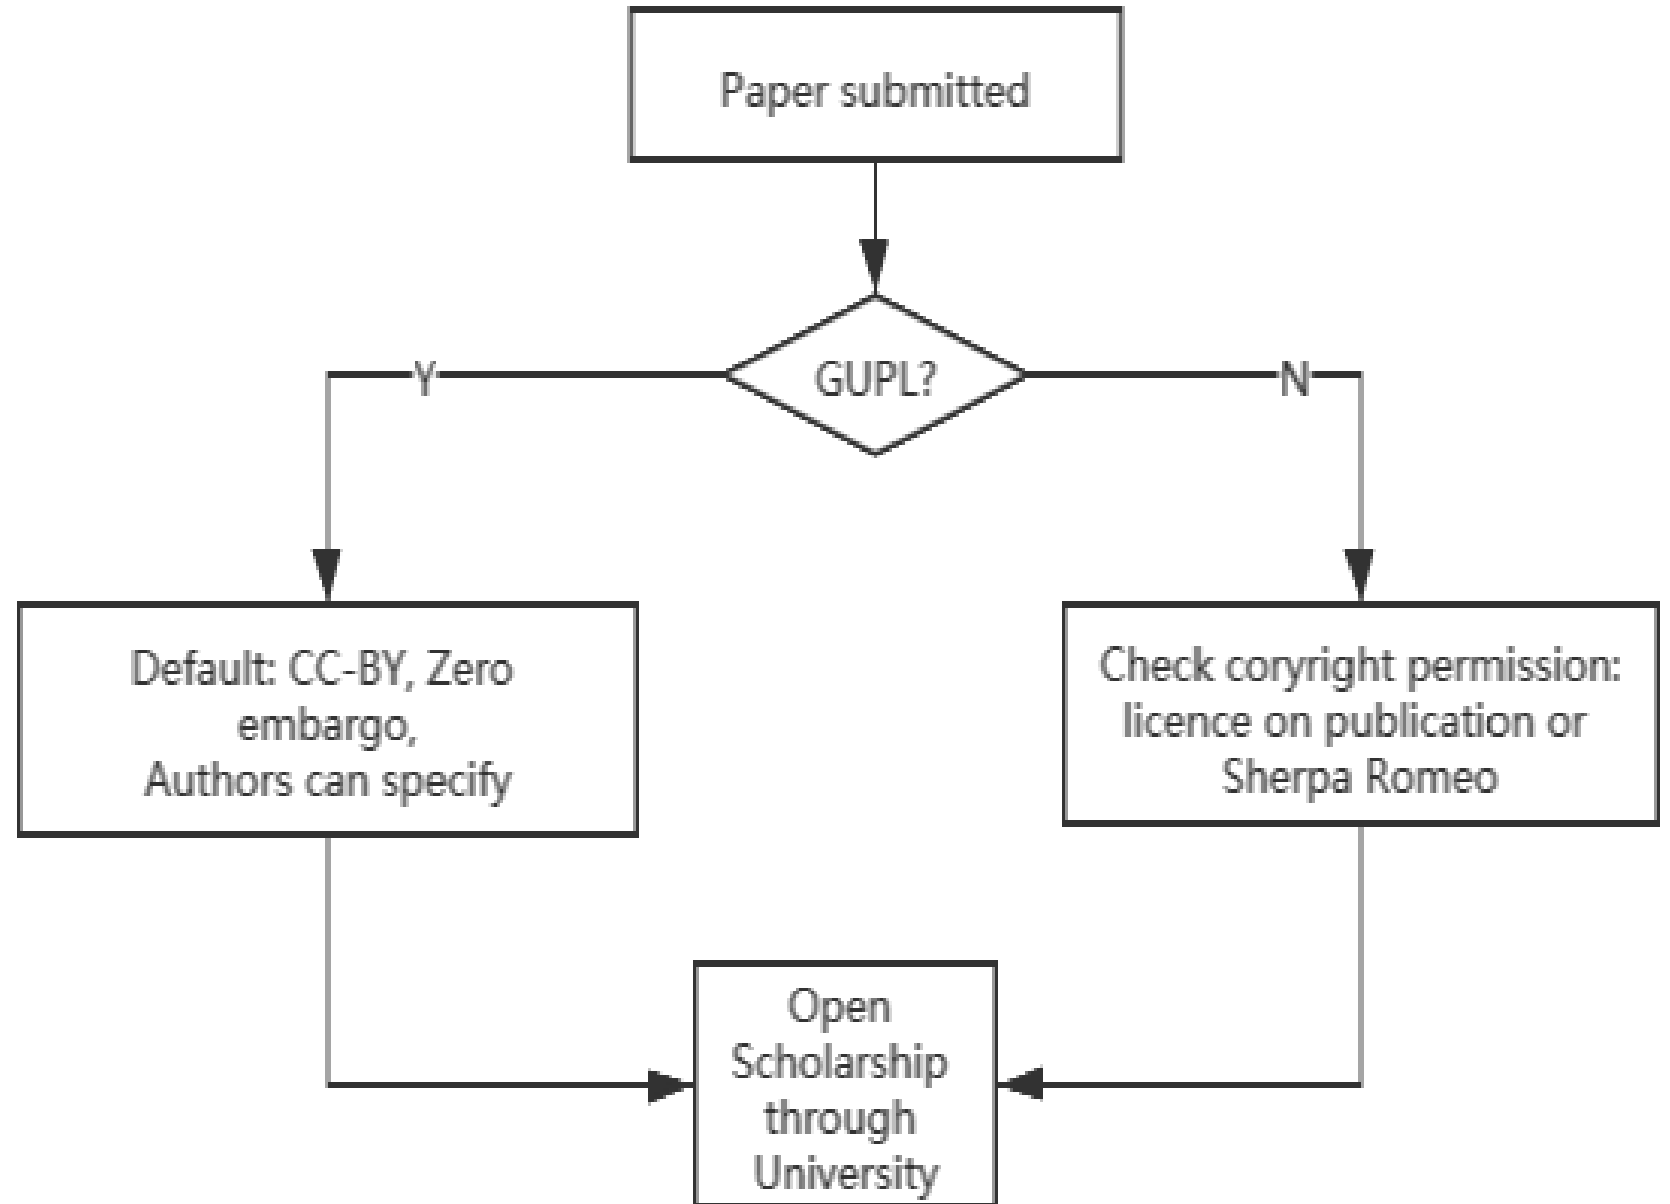 Paper submitted
GUPL?
Y
N
Default: CC-BY, Zero
embargo,
Authors can specify
Check coryright permission:
licence on publication or
Sherpa Romeo
Open
Scholarship
through
University